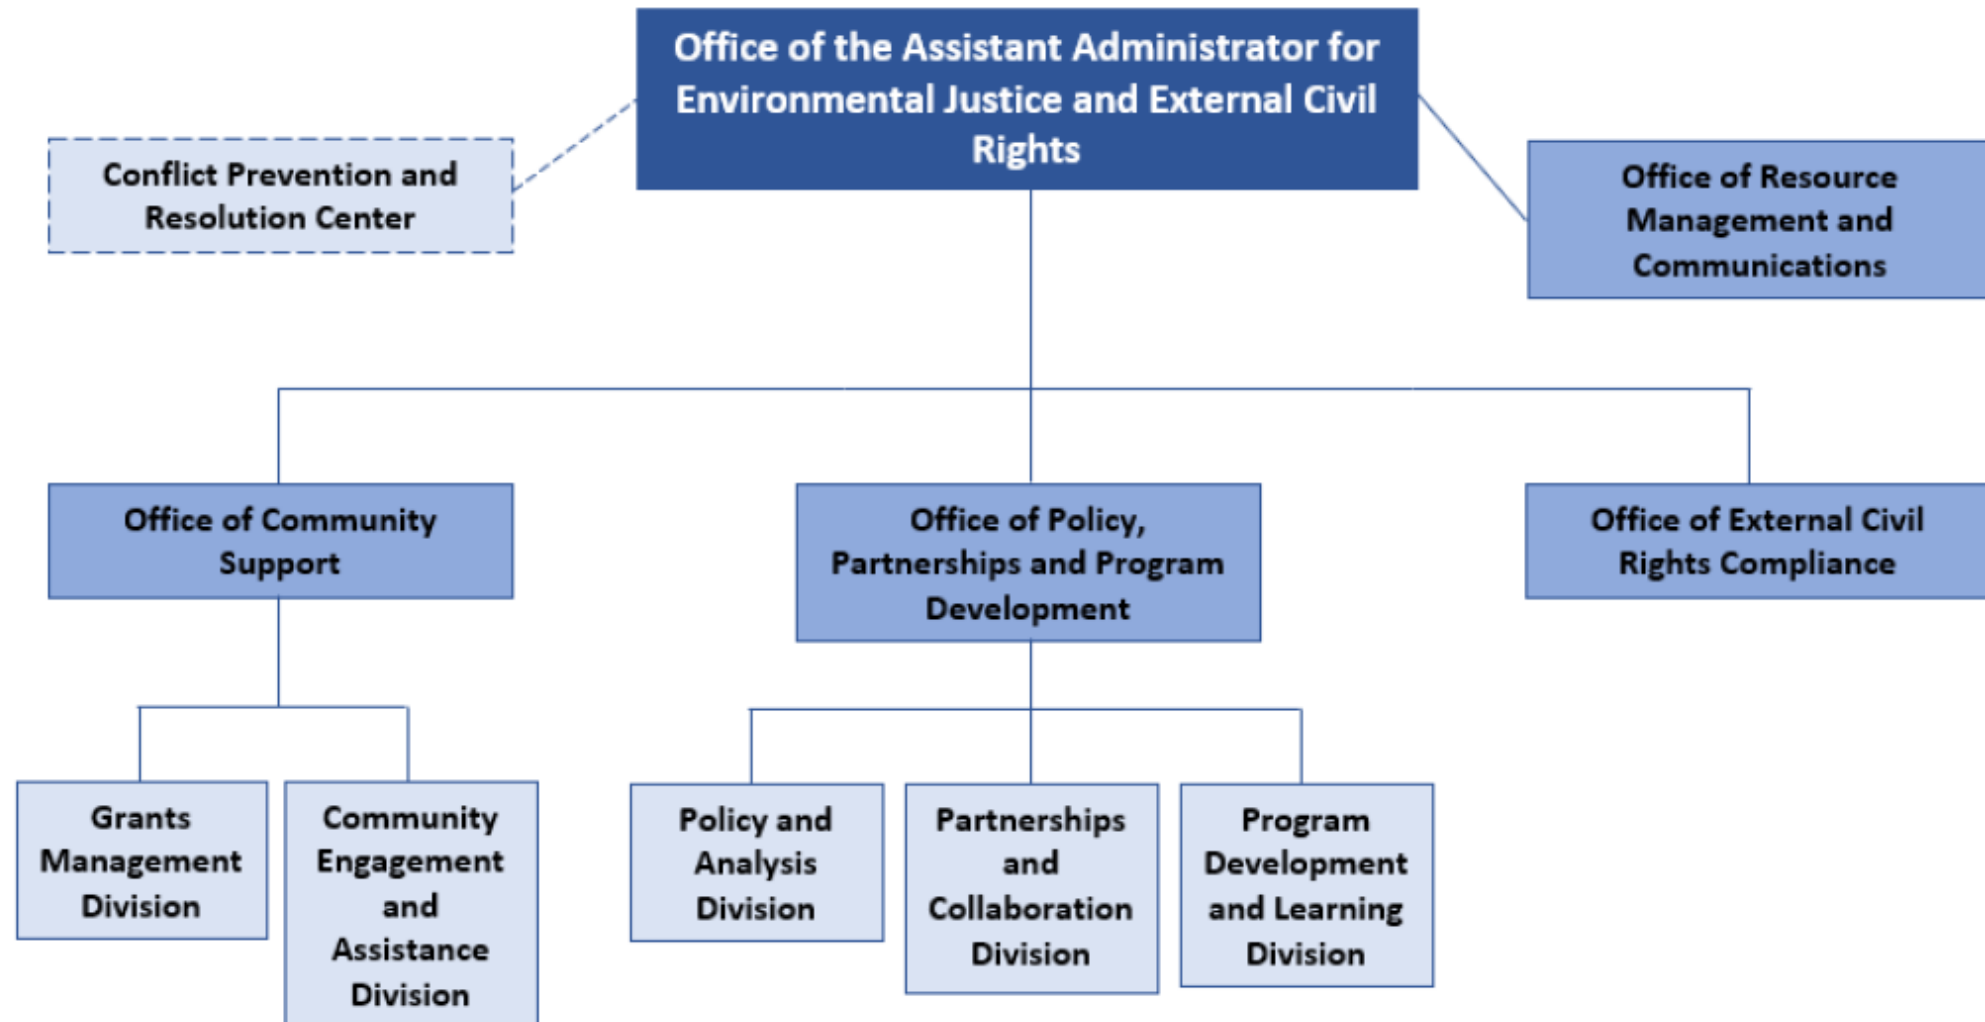 Office of the Assistant Administrator for
Environmental Justice and External Civil
Rights
Conflict Prevention and
Resolution Center
Office of Resource
Management and
Communications
Office of Community
Support
Office of Policy,
Partnerships and Program
Development
Office of External Civil
Rights Compliance
Grants
Management
Division
Community
Engagement
and
Assistance
Division
Policy and
Analysis
Division
Partnerships
and
Collaboration
Division
Program
Development
and Learning
Division